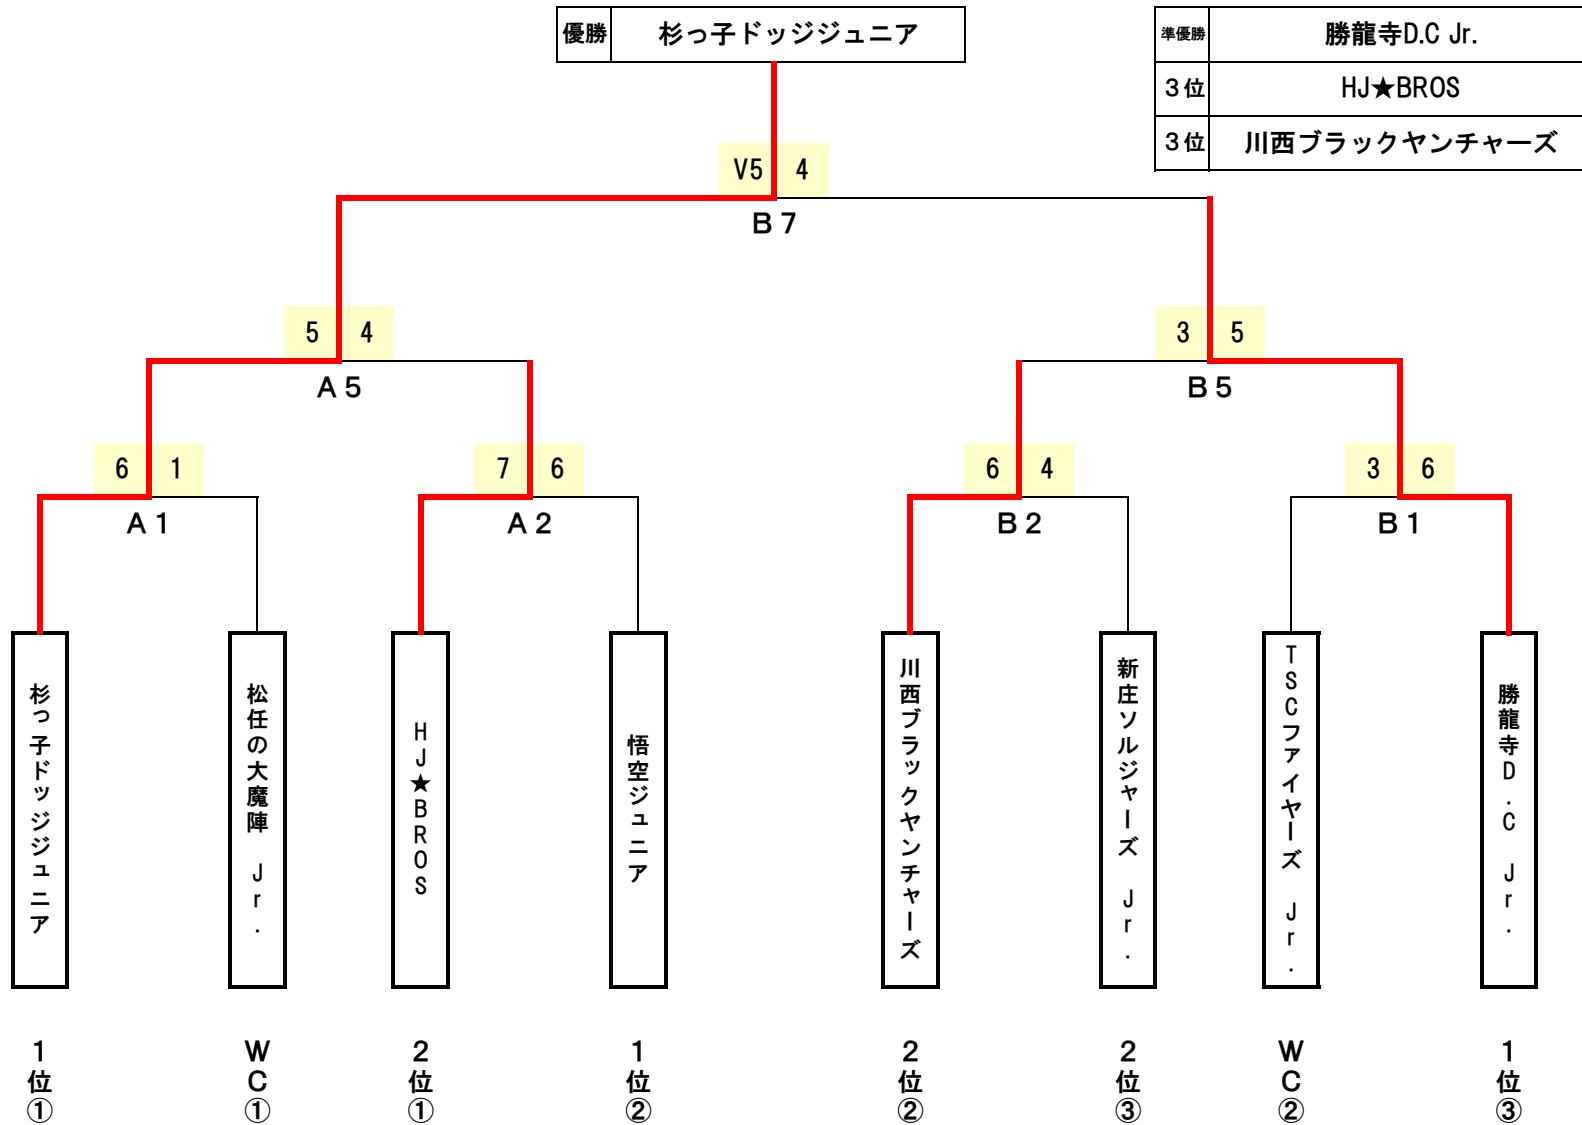 優勝 杉っ子ドッジジュニア
準優勝 勝龍寺D.C Jr.
３位 HJ★BROS
３位 川西ブラックヤンチャーズ
V5 4
B7
5 4
A5
3 5
B5
6 1
A1
7 6
A2
6 4
B2
3 6
B1
杉っ子ドッジジュニア
松任の大魔陣 Jr.
HJ★BROS
悟空ジュニア
川西ブラックヤンチャーズ
新庄ソルジャーズ Jr.
TSCファイヤーズ Jr.
勝龍寺D.C Jr.
1位①
WC①
2位①
1位②
2位②
2位③
WC②
1位③